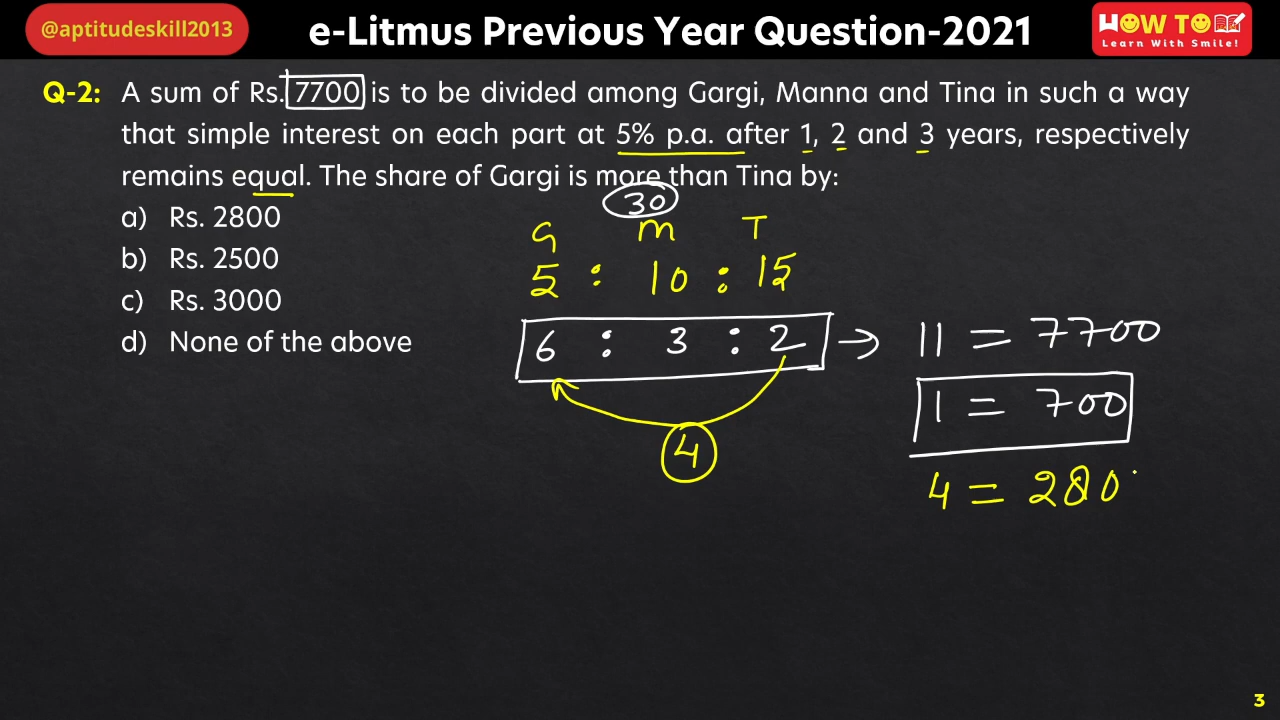 @aptitudeskill2013
e-Litmus Previous Year Question-2021
HOW TO
Learn With Smile!
Q-2: A sum of Rs. 7700 is to be divided among Gargi, Manna and Tina in such a way
that simple interest on each part at 5% p.a. after 1, 2 and 3 years, respectively
remains equal. The share of Gargi is more than Tina by:
30
a) Rs. 2800
b) Rs. 2500
c) Rs. 3000
d) None of the above
G M T
5 : 10 : 15
6 : 3 : 2 → 11 = 7700
1 = 700
4
4 = 280
3